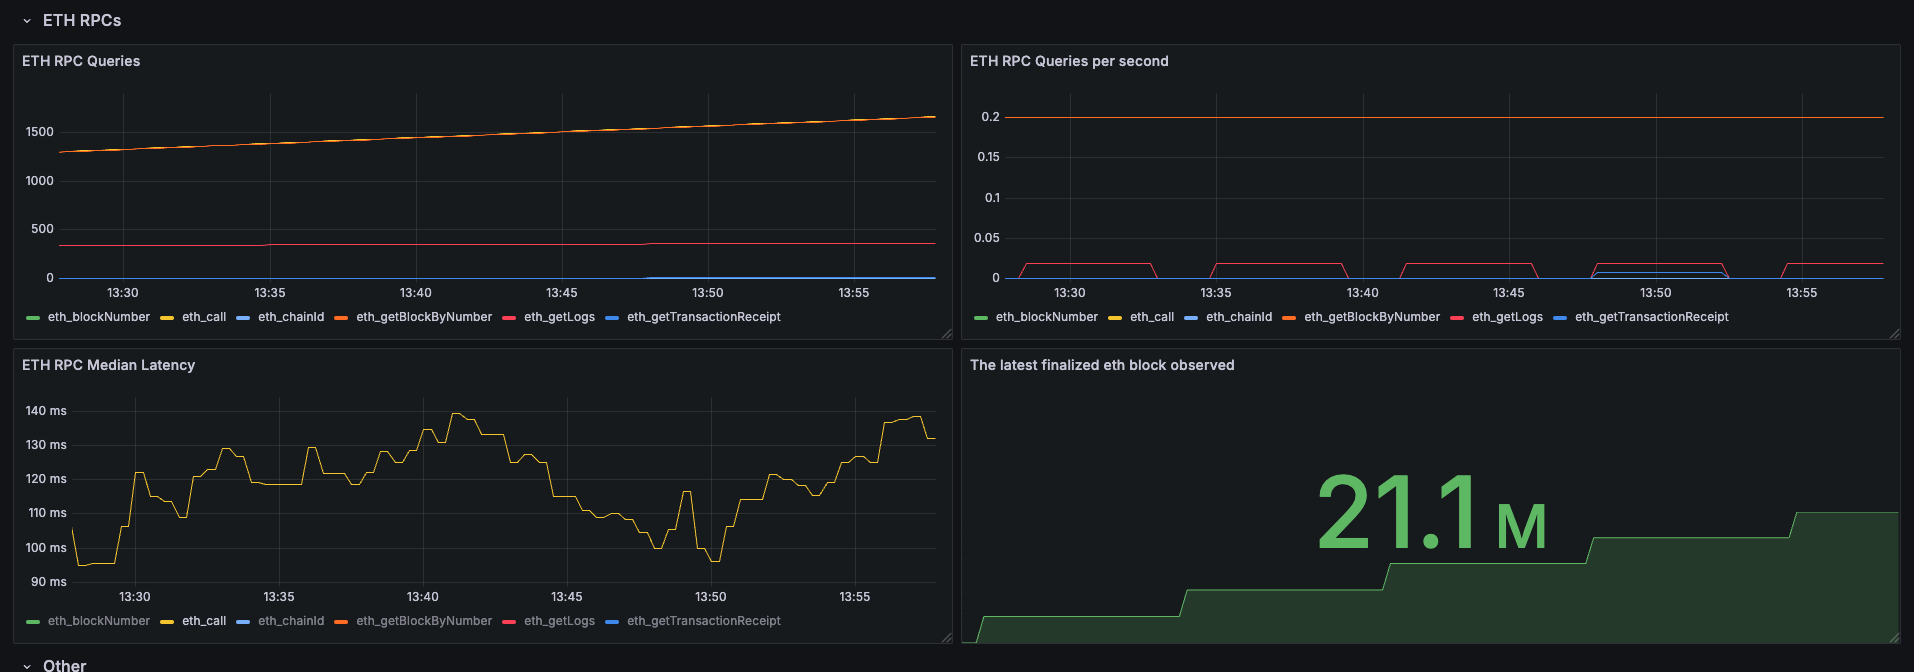 ETH RPCs
ETH RPC Queries
1500
1000
500
0
13:30 13:35 13:40 13:45 13:50 13:55
eth_blockNumber eth_call eth_chainId eth_getBlockByNumber eth_getLogs eth_getTransactionReceipt
ETH RPC Queries per second
0.2
0.15
0.1
0.05
0
13:30 13:35 13:40 13:45 13:50 13:55
eth_blockNumber eth_call eth_chainId eth_getBlockByNumber eth_getLogs eth_getTransactionReceipt
ETH RPC Median Latency
140 ms
130 ms
120 ms
110 ms
100 ms
90 ms
13:30 13:35 13:40 13:45 13:50 13:55
eth_blockNumber eth_call eth_chainId eth_getBlockByNumber eth_getLogs eth_getTransactionReceipt
The latest finalized eth block observed
21.1 M
Other